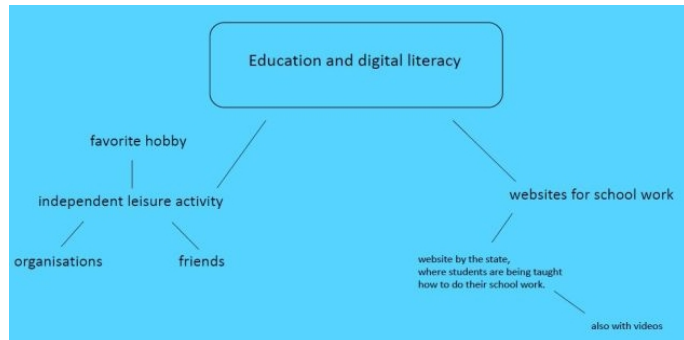 Education and digital literacy
favorite hobby
independent leisure activity
organisations
friends
websites for school work
website by the state,
where students are being taught
how to do their school work.
also with videos